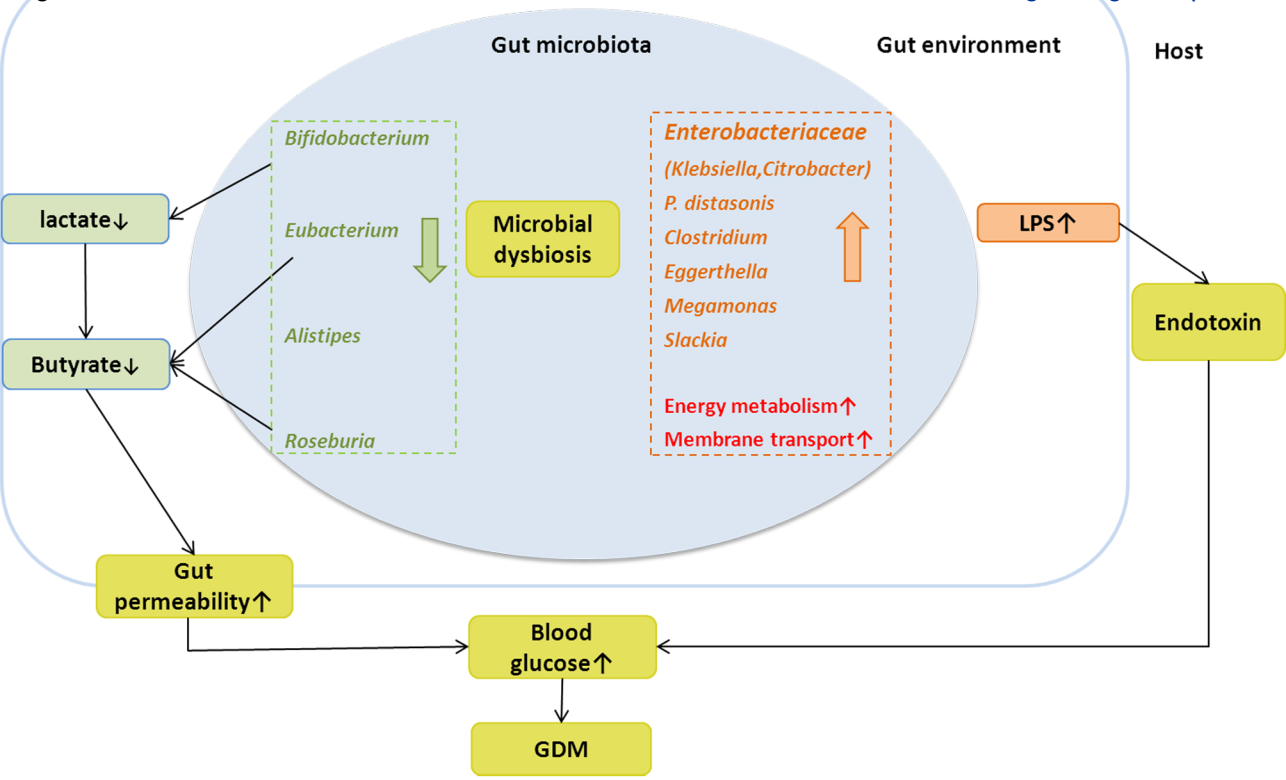 Gut microbiota
Gut environment
Host
Bifidobacterium
Eubacterium
Alistipes
Roseburia
Microbial
dysbiosis
Enterobacteriaceae
(Klebsiella,Citrobacter)
P. distasonis
Clostridium
Eggerthella
Megamonas
Slackia
Energy metabolism↑
Membrane transport↑
lactate↓
Butyrate↓
LPS↑
Endotoxin
Gut
permeability↑
Blood
glucose↑
GDM